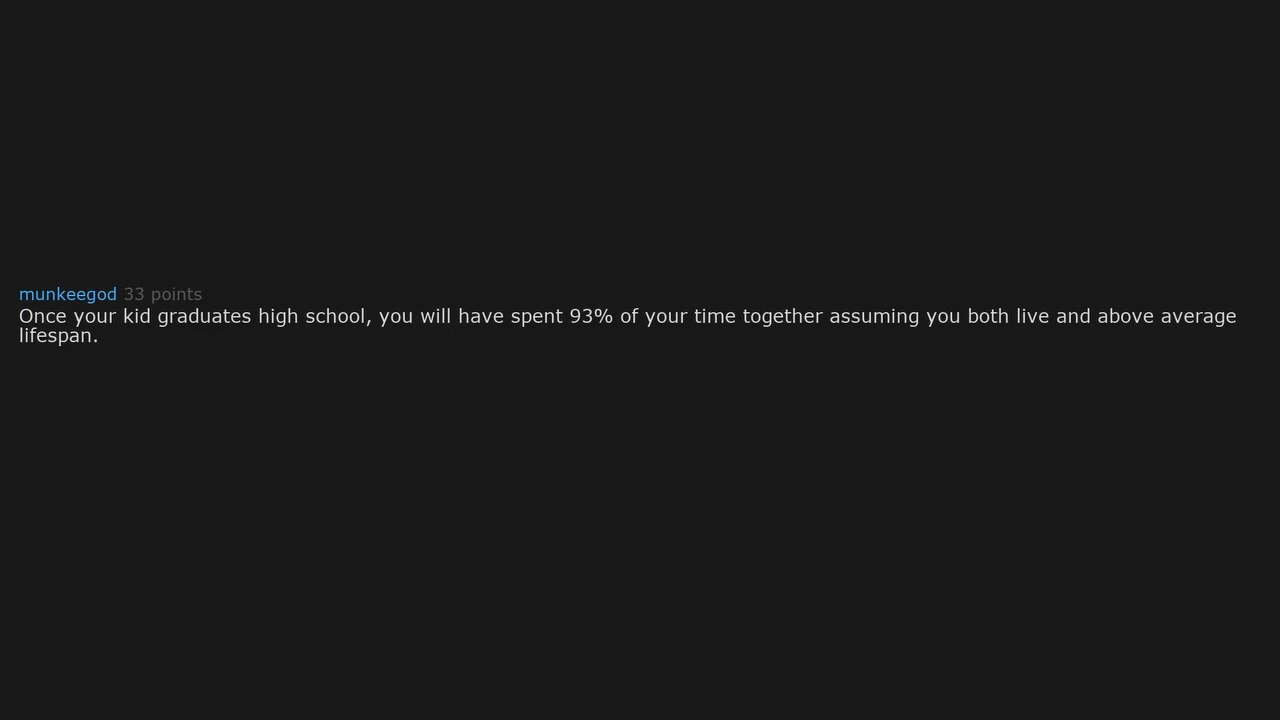 munkeegod 33 points
Once your kid graduates high school, you will have spent 93% of your time together assuming you both live and above average
lifespan.